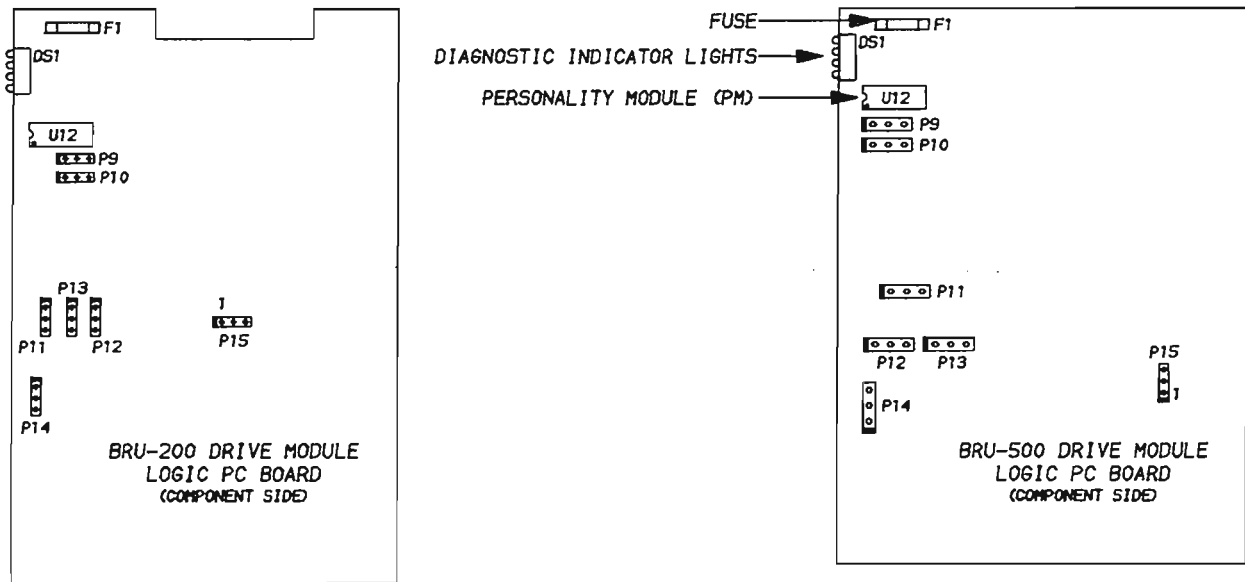 F1
DS1
U12
P9
P10
P13
P11
P12
1
P15
P14
BRU-200 DRIVE MODULE
LOGIC PC BOARD
(COMPONENT SIDE)
FUSE
DIAGNOSTIC INDICATOR LIGHTS
PERSONALITY MODULE (PM)
F1
DS1
U12
P9
P10
P11
P12
P13
P15
1
P14
BRU-500 DRIVE MODULE
LOGIC PC BOARD
(COMPONENT SIDE)